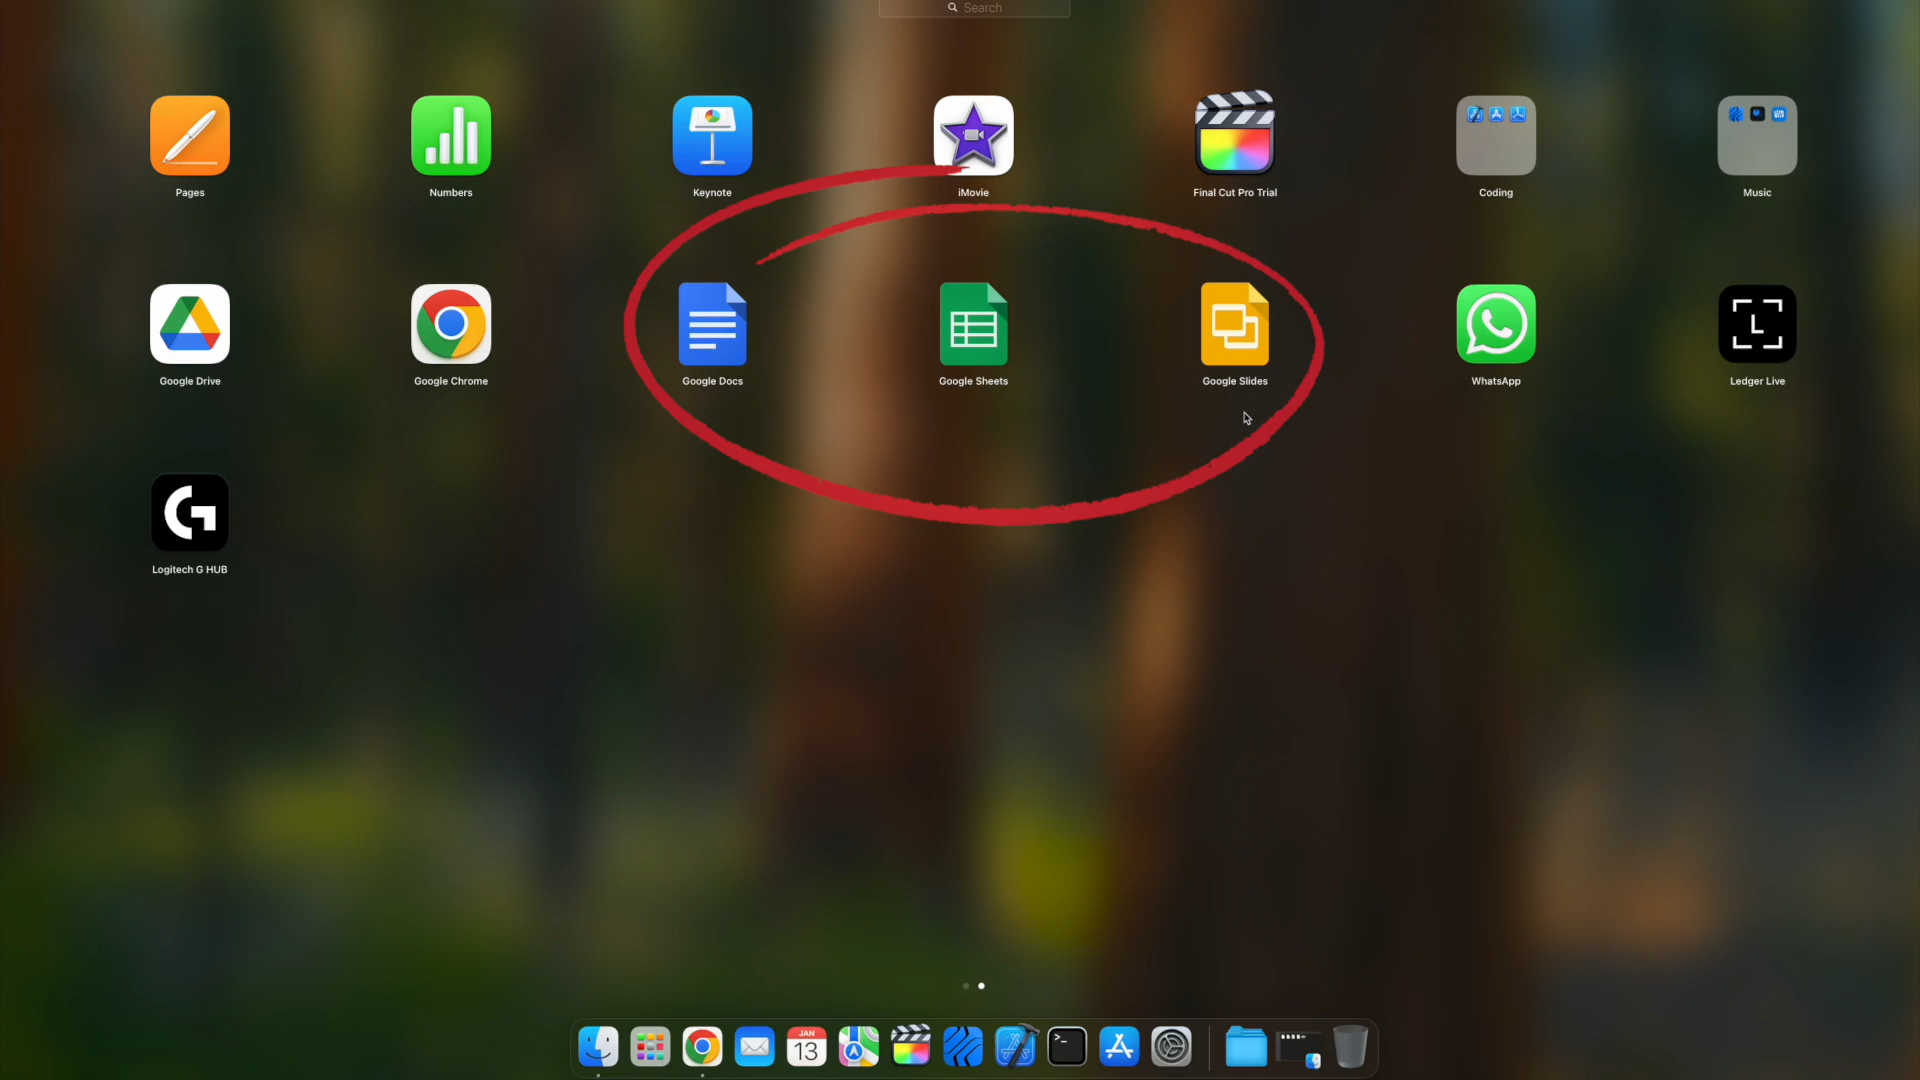 Search
Pages
Numbers
Keynote
iMovie
Final Cut Pro Trial
Coding
Music
Google Drive
Google Chrome
Google Docs
Google Sheets
Google Slides
WhatsApp
L
Ledger Live
G
Logitech G HUB
JAN
13
>_